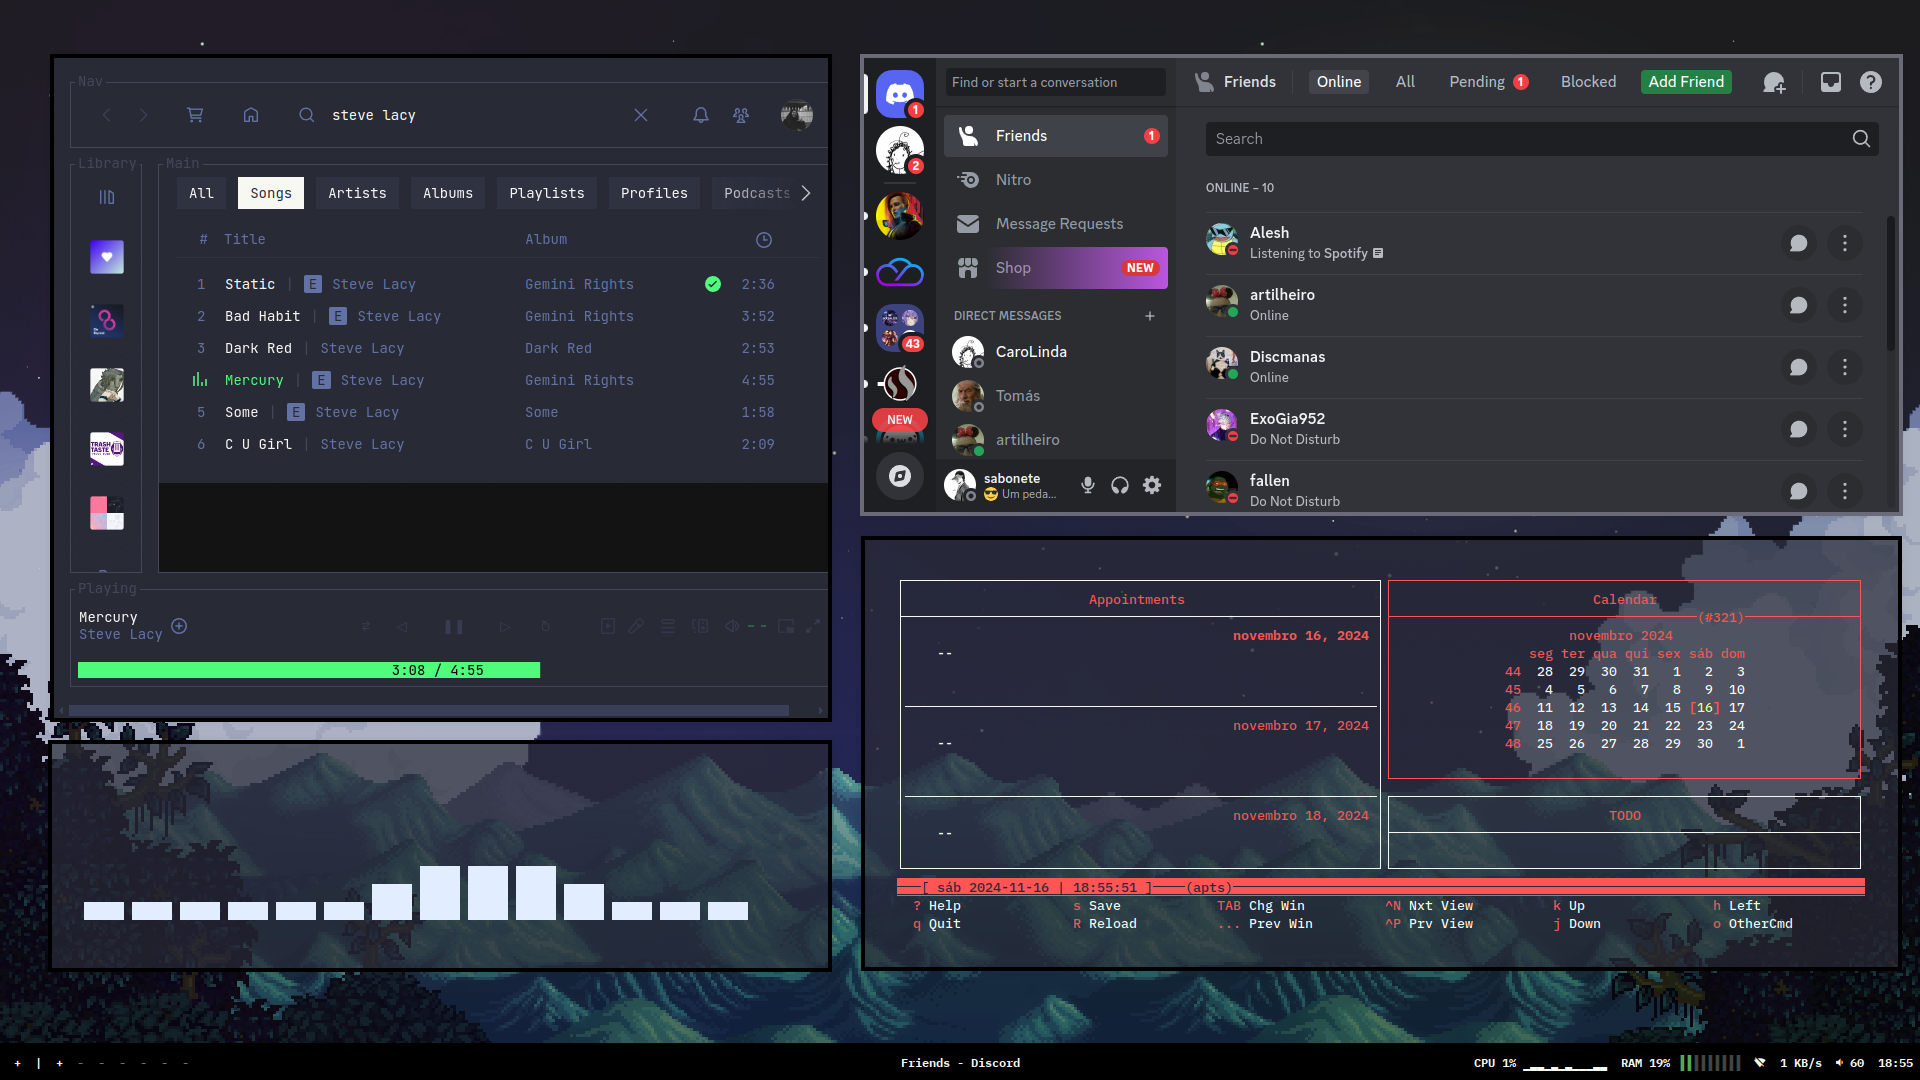 Nav
steve lacy
Library
Main
All
Songs
Artists
Albums
Playlists
Profiles
Podcasts
# Title Album
1 Static | E Steve Lacy Gemini Rights 2:36
2 Bad Habit | E Steve Lacy Gemini Rights 3:52
3 Dark Red | Steve Lacy Dark Red 2:53
Mercury | E Steve Lacy Gemini Rights 4:55
5 Some | E Steve Lacy Some 1:58
6 C U Girl | Steve Lacy C U Girl 2:09
TRASH
TASTE
Playing
Mercury
Steve Lacy
3:08 / 4:55
1
2
43
NEW
Find or start a conversation
Friends 1
Nitro
Message Requests
Shop NEW
DIRECT MESSAGES +
CaroLinda
Tomás
artilheiro
sabonete
😎 Um peda...
Friends
Online
All
Pending 1
Blocked
Add Friend
Search
ONLINE – 10
Alesh
Listening to Spotify
artilheiro
Online
Discmanas
Online
ExoGia952
Do Not Disturb
fallen
Do Not Disturb
Appointments
novembro 16, 2024
--
novembro 17, 2024
--
novembro 18, 2024
--
Calendar
(#321)
novembro 2024
seg ter qua qui sex sáb dom
44 28 29 30 31 1 2 3
45 4 5 6 7 8 9 10
46 11 12 13 14 15 [16] 17
47 18 19 20 21 22 23 24
48 25 26 27 28 29 30 1
TODO
[ sáb 2024-11-16 | 18:55:51 ] (apts)
? Help s Save TAB Chg Win ^N Nxt View k Up h Left
q Quit R Reload ... Prev Win ^P Prv View j Down o OtherCmd
+ | + - - - - - -
Friends - Discord
CPU 1% RAM 19% 1 KB/s 60 18:55